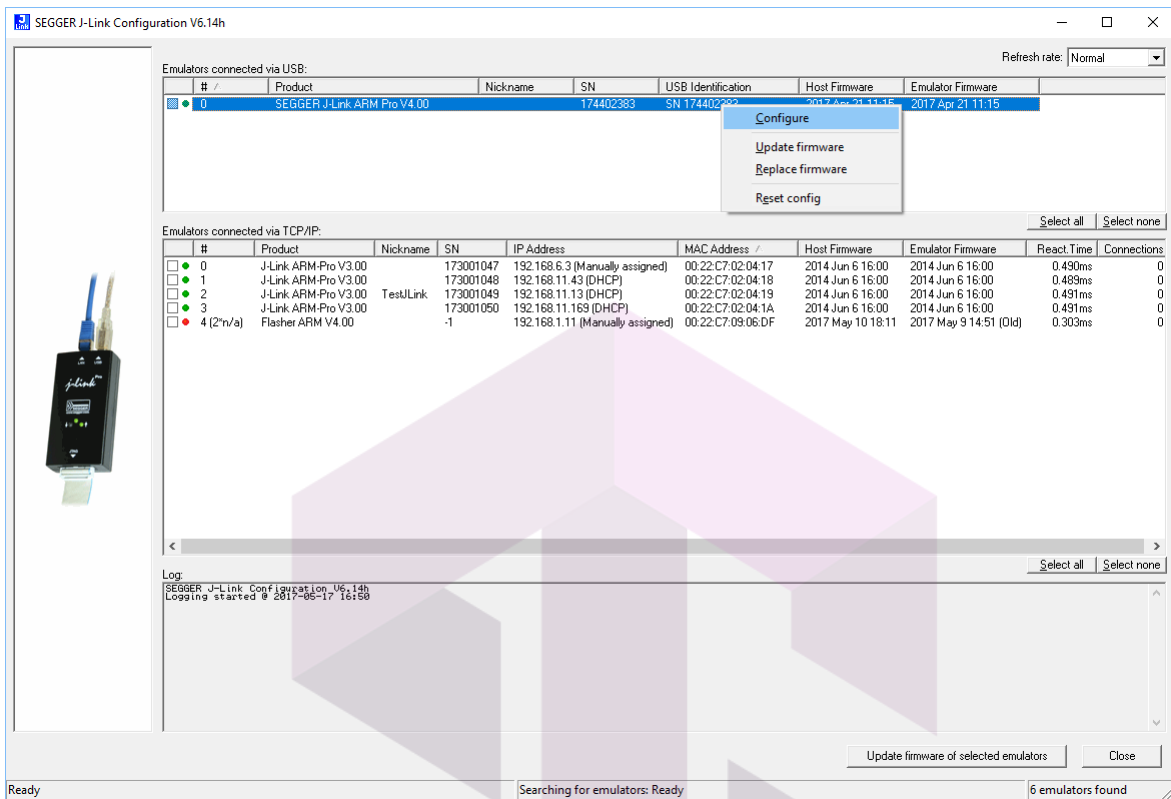 SEGGER J-Link Configuration V6.14h
Refresh rate: Normal
Emulators connected via USB:
# Product Nickname SN USB Identification Host Firmware Emulator Firmware
0 SEGGER J-Link ARM Pro V4.00 174402383 SN 174402383 2017 Apr 21 11:15 2017 Apr 21 11:15
Configure
Update firmware
Replace firmware
Reset config
Select all Select none
Emulators connected via TCP/IP:
# Product Nickname SN IP Address MAC Address Host Firmware Emulator Firmware React.Time Connections
0 J-Link ARM-Pro V3.00 173001047 192.168.6.3 (Manually assigned) 00:22:C7:02:04:17 2014 Jun 6 16:00 2014 Jun 6 16:00 0.490ms 0
1 J-Link ARM-Pro V3.00 173001048 192.168.11.43 (DHCP) 00:22:C7:02:04:18 2014 Jun 6 16:00 2014 Jun 6 16:00 0.489ms 0
2 J-Link ARM-Pro V3.00 TestJLink 173001049 192.168.11.13 (DHCP) 00:22:C7:02:04:19 2014 Jun 6 16:00 2014 Jun 6 16:00 0.491ms 0
3 J-Link ARM-Pro V3.00 173001050 192.168.11.169 (DHCP) 00:22:C7:02:04:1A 2014 Jun 6 16:00 2014 Jun 6 16:00 0.491ms 0
4 (2*n/a) Flasher ARM V4.00 -1 192.168.1.11 (Manually assigned) 00:22:C7:09:06:DF 2017 May 10 18:11 2017 May 9 14:51 (Old) 0.303ms 0
j-link Pro
SEGGER
Select all Select none
Log:
SEGGER J-Link Configuration V6.14h
Logging started @ 2017-05-17 16:50
Update firmware of selected emulators Close
Ready Searching for emulators: Ready 6 emulators found